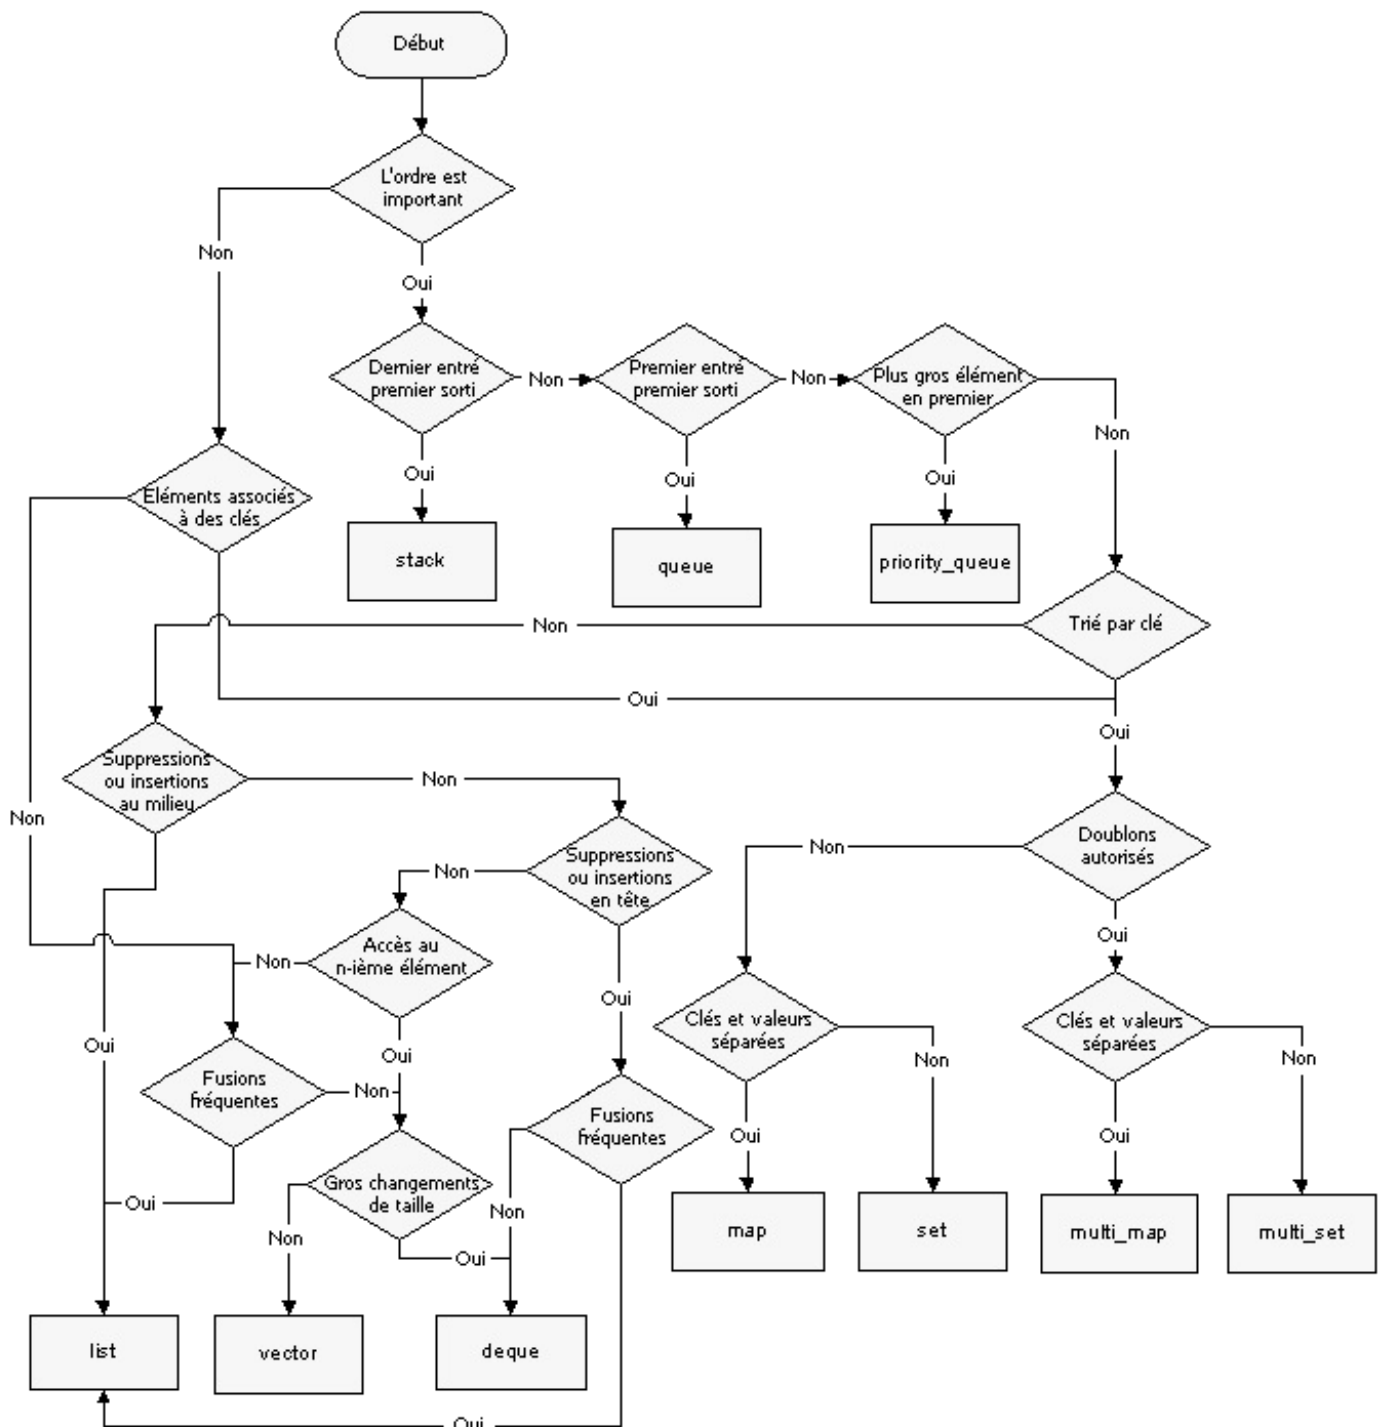 Début
L'ordre est
important
Non
Oui
Dernier entré
premier sorti
Non
Premier entré
premier sorti
Non
Plus gros élément
en premier
Non
Oui
Oui
Oui
Eléments associés
à des clés
stack
queue
priority_queue
Non
Trié par clé
Oui
Oui
Suppressions
ou insertions
au milieu
Non
Non
Suppressions
ou insertions
en tête
Non
Non
Doublons
autorisés
Oui
Accès au
n-ième élément
Non
Oui
Clés et valeurs
séparées
Clés et valeurs
séparées
Oui
Oui
Non
Non
Fusions
fréquentes
Non
Fusions
fréquentes
Oui
Oui
Gros changements
de taille
Oui
Non
Non
Oui
map
set
multi_map
multi_set
list
vector
deque
Oui